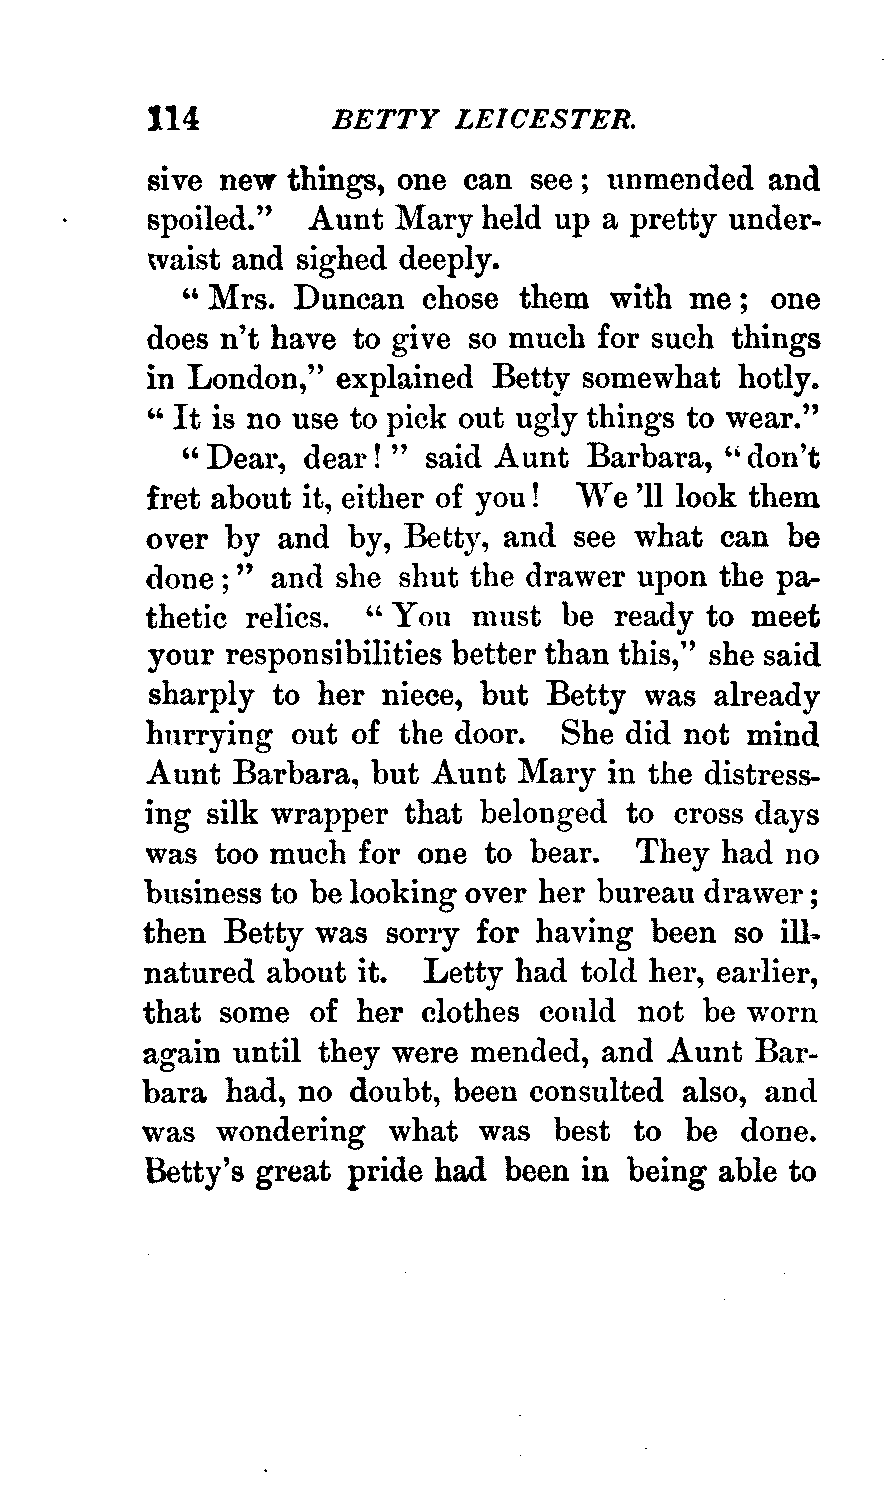 114 BETTY LEICESTER.
sive new things, one can see; unmended and
spoiled." Aunt Mary held up a pretty under-
waist and sighed deeply.
"Mrs. Duncan chose them with me; one
does n't have to give so much for such things
in London," explained Betty somewhat hotly.
"It is no use to pick out ugly things to wear."
"Dear, dear!" said Aunt Barbara, "don't
fret about it, either of you! We 'll look them
over by and by, Betty, and see what can be
done;" and she shut the drawer upon the pa-
thetic relics. "You must be ready to meet
your responsibilities better than this," she said
sharply to her niece, but Betty was already
hurrying out of the door. She did not mind
Aunt Barbara, but Aunt Mary in the distress-
ing silk wrapper that belonged to cross days
was too much for one to bear. They had no
business to be looking over her bureau drawer;
then Betty was sorry for having been so ill-
natured about it. Letty had told her, earlier,
that some of her clothes could not be worn
again until they were mended, and Aunt Bar-
bara had, no doubt, been consulted also, and
was wondering what was best to be done.
Betty's great pride had been in being able to